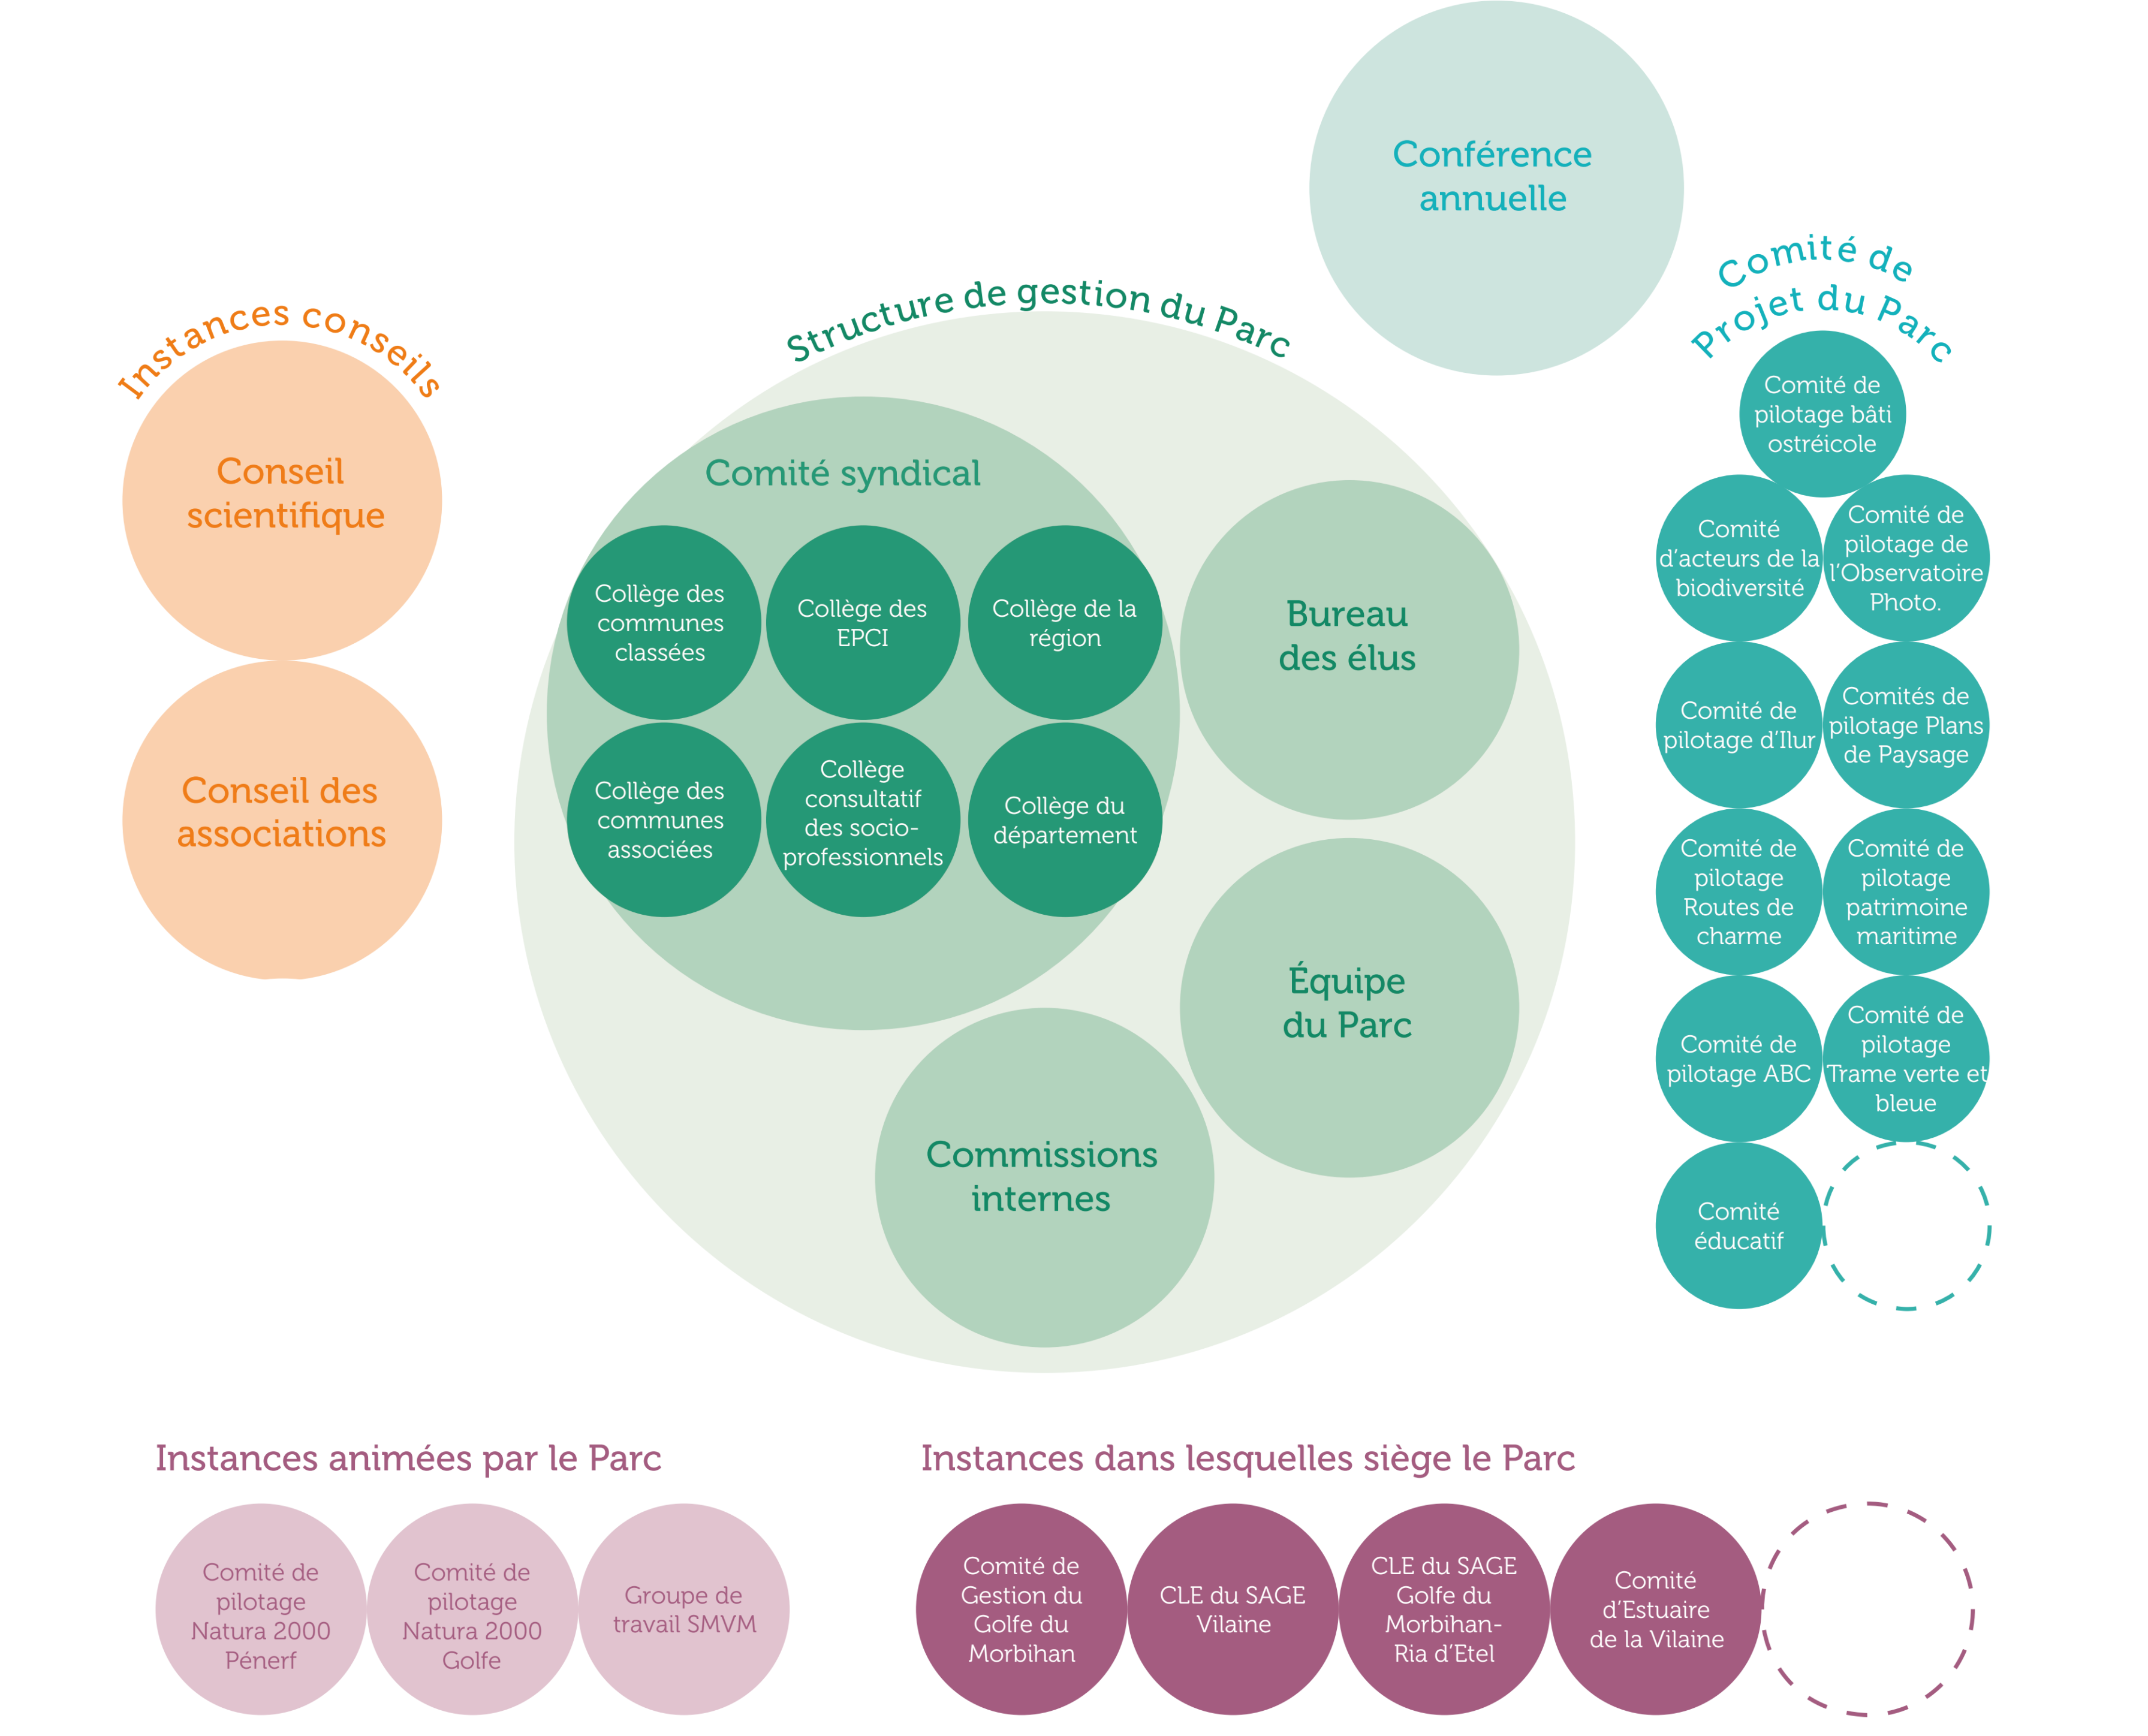 Conférence
annuelle
Instances conseils
Conseil
scientifique
Conseil des
associations
Structure de gestion du Parc
Comité syndical
Collège des
communes
classées
Collège des
EPCI
Collège de la
région
Collège des
communes
associées
Collège
consultatif
des socio-
professionnels
Collège du
département
Bureau
des élus
Équipe
du Parc
Commissions
internes
Comité de
Projet du Parc
Comité de
pilotage bâti
ostréicole
Comité
d’acteurs de la
biodiversité
Comité de
pilotage de
l’Observatoire
Photo.
Comité de
pilotage d’Ilur
Comités de
pilotage Plans
de Paysage
Comité de
pilotage
Routes de
charme
Comité de
pilotage
patrimoine
maritime
Comité de
pilotage ABC
Comité de
pilotage
Trame verte et
bleue
Comité
éducatif
Instances animées par le Parc
Comité de
pilotage
Natura 2000
Pénerf
Comité de
pilotage
Natura 2000
Golfe
Groupe de
travail SMVM
Instances dans lesquelles siège le Parc
Comité de
Gestion du
Golfe du
Morbihan
CLE du SAGE
Vilaine
CLE du SAGE
Golfe du
Morbihan-
Ria d’Etel
Comité
d’Estuaire
de la Vilaine